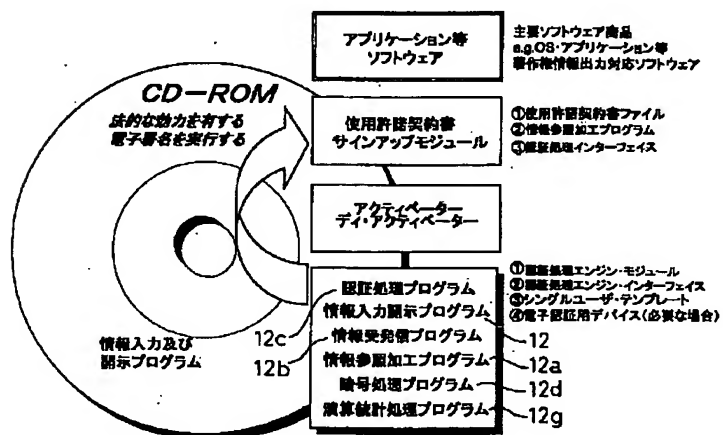 アプリケーション等
ソフトウェア
主要ソフトウェア商品
e.g.OS・アプリケーション等
著作権情報出力対応ソフトウェア
CD－ROM
法的な効力を有する
電子署名を実行する
使用許諾契約書
サインアップモジュール
①使用許諾契約書ファイル
②情報参照加工プログラム
③認証処理インターフェイス
アクティベーター
ディ・アクティベーター
認証処理プログラム
情報入力開示プログラム
情報受発信プログラム
情報参照加工プログラム
暗号処理プログラム
演算統計処理プログラム
①認証処理エンジン・モジュール
②認証処理エンジン・インターフェイス
③シングルユーザ・テンプレート
④電子認証用デバイス(必要な場合)
情報入力及び
開示プログラム
12c
12b
12
12a
12d
12g